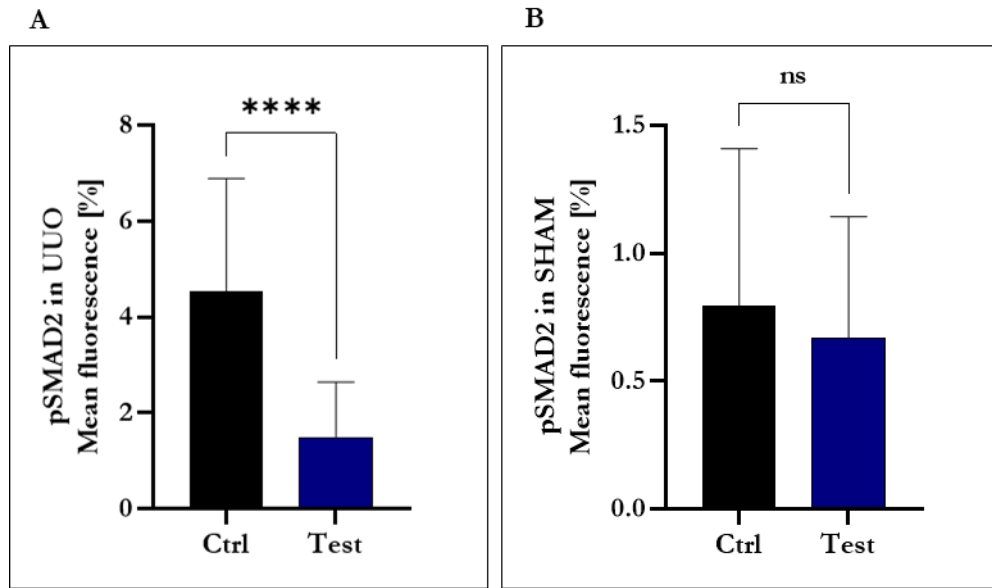 A
B
pSMAD2 in UUO
Mean fluorescence [%]
8
6
4
2
0
****
Ctrl
Test
pSMAD2 in SHAM
Mean fluorescence [%]
1.5
1.0
0.5
0.0
ns
Ctrl
Test